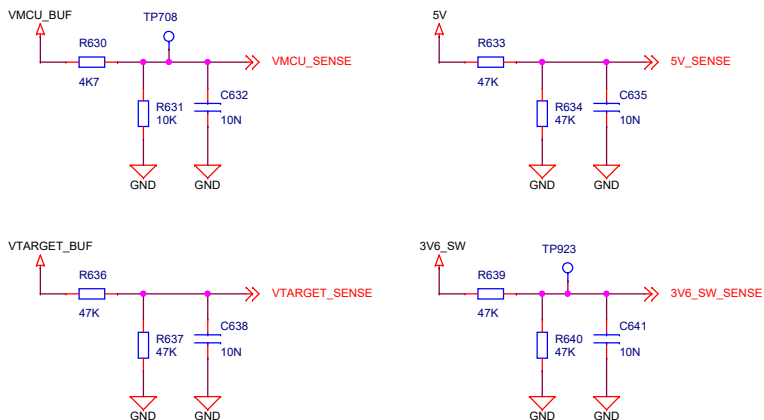 VMCU_BUF
TP708
R630
4K7
VMCU_SENSE
R631
10K
C632
10N
GND
GND
5V
R633
47K
5V_SENSE
R634
47K
C635
10N
GND
GND
VTARGET_BUF
R636
47K
VTARGET_SENSE
R637
47K
C638
10N
GND
GND
3V6_SW
TP923
R639
47K
3V6_SW_SENSE
R640
47K
C641
10N
GND
GND